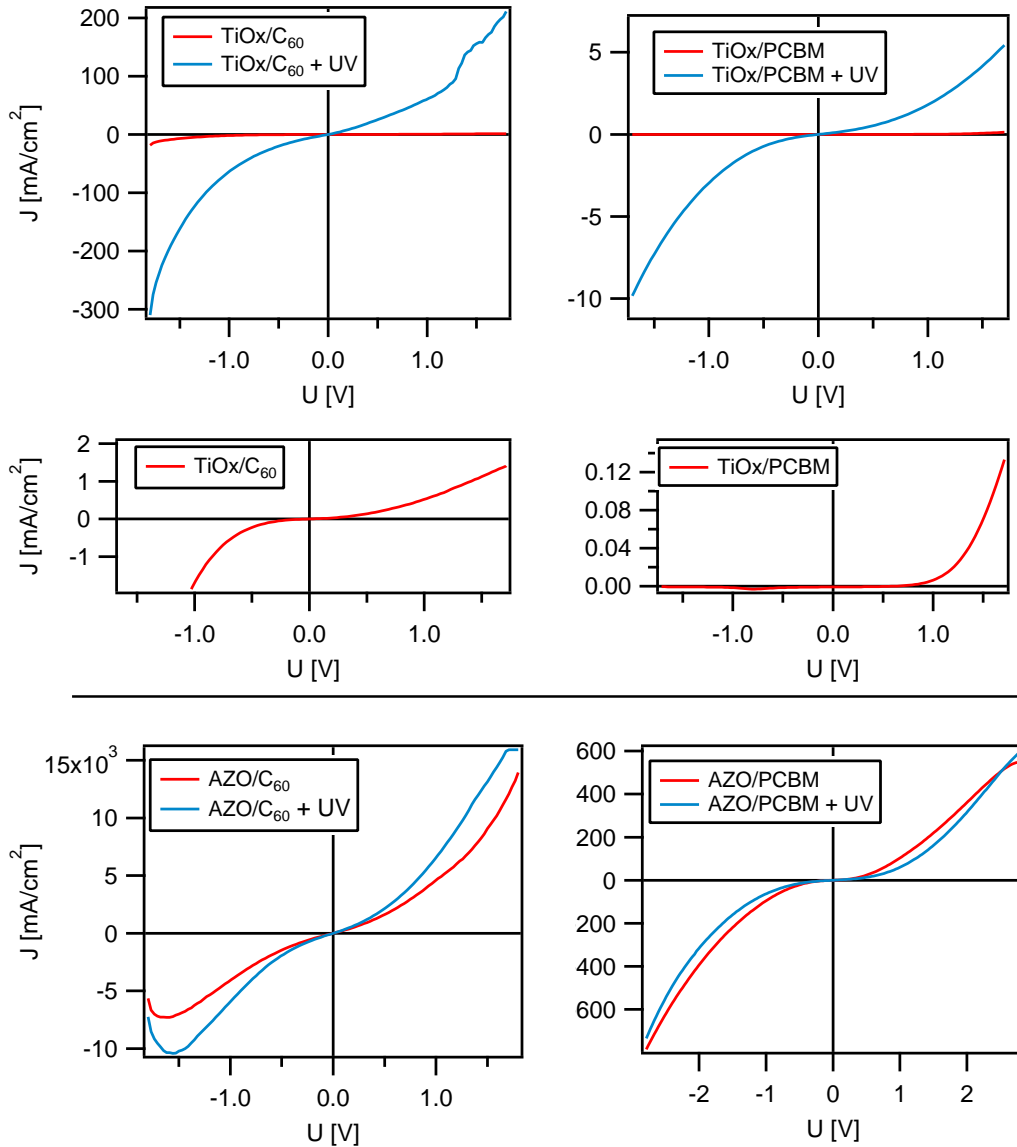 200
100
0
-100
-200
-300
J [mA/cm²]
TiOx/C₆₀
TiOx/C₆₀ + UV
-1.0 0.0 1.0
U [V]
5
0
-5
-10
TiOx/PCBM
TiOx/PCBM + UV
-1.0 0.0 1.0
U [V]
2
1
0
-1
J [mA/cm²]
TiOx/C₆₀
-1.0 0.0 1.0
U [V]
0.12
0.08
0.04
0.00
TiOx/PCBM
-1.0 0.0 1.0
U [V]
15x10³
10
5
0
-5
-10
J [mA/cm²]
AZO/C₆₀
AZO/C₆₀ + UV
-1.0 0.0 1.0
U [V]
600
400
200
0
200
400
600
AZO/PCBM
AZO/PCBM + UV
-2 -1 0 1 2
U [V]